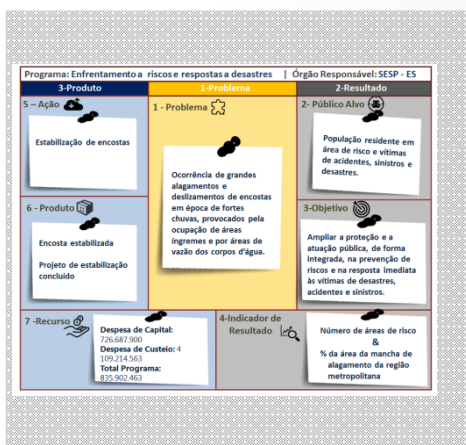 Programa: Enfrentamento a riscos e respostas a desastres | Órgão Responsável: SESP - ES
3-Produto
1-Problema
2-Resultado
5 – Ação
Estabilização de encostas
1 - Problema
Ocorrência de grandes
alagamentos e
deslizamentos de encostas
em época de fortes
chuvas, provocados pela
ocupação de áreas
íngremes e por áreas de
vazão dos corpos d'água.
2- Público Alvo
População residente em
área de risco e vítimas
de acidentes, sinistros e
desastres.
6 - Produto
Encosta estabilizada
Projeto de estabilização
concluído
3-Objetivo
Ampliar a proteção e a
atuação pública, de forma
integrada, na prevenção de
riscos e na resposta imediata
às vítimas de desastres,
acidentes e sinistros.
7 -Recurso
Despesa de Capital:
726.687.900
Despesa de Custeio: 4
109.214.563
Total Programa:
835.902.463
4-Indicador de
Resultado
Número de áreas de risco
&
% da área da mancha de
alagamento da região
metropolitana